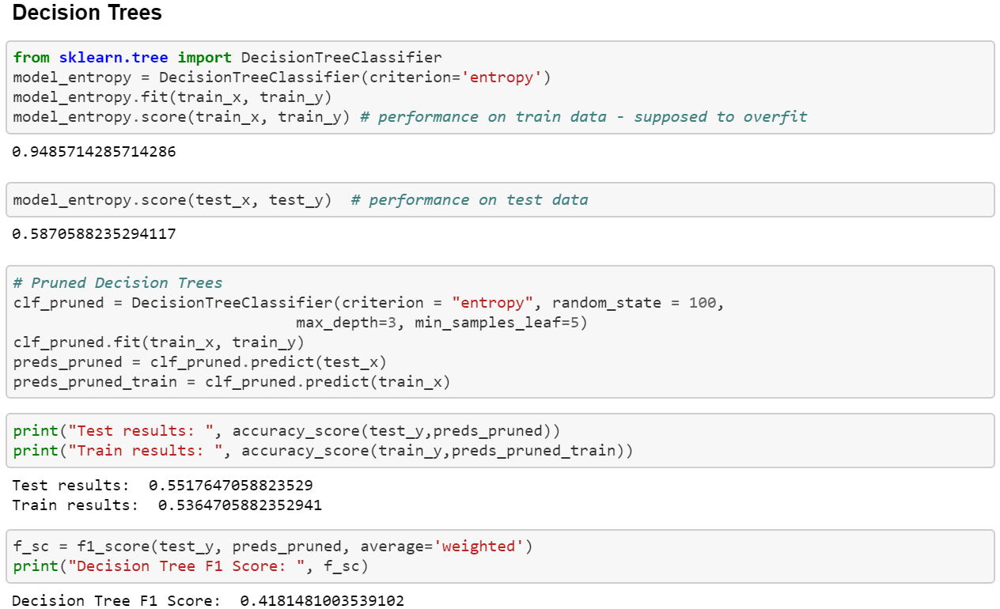 Decision Trees
from sklearn.tree import DecisionTreeClassifier
model_entropy = DecisionTreeClassifier(criterion='entropy')
model_entropy.fit(train_x, train_y)
model_entropy.score(train_x, train_y) # performance on train data - supposed to overfit
0.9485714285714286
model_entropy.score(test_x, test_y)  # performance on test data
0.5870588235294117
# Pruned Decision Trees
clf_pruned = DecisionTreeClassifier(criterion = "entropy", random_state = 100,
                               max_depth=3, min_samples_leaf=5)
clf_pruned.fit(train_x, train_y)
preds_pruned = clf_pruned.predict(test_x)
preds_pruned_train = clf_pruned.predict(train_x)
print("Test results: ", accuracy_score(test_y,preds_pruned))
print("Train results: ", accuracy_score(train_y,preds_pruned_train))
Test results:  0.5517647058823529
Train results:  0.5364705882352941
f_sc = f1_score(test_y, preds_pruned, average='weighted')
print("Decision Tree F1 Score: ", f_sc)
Decision Tree F1 Score:  0.4181481003539102